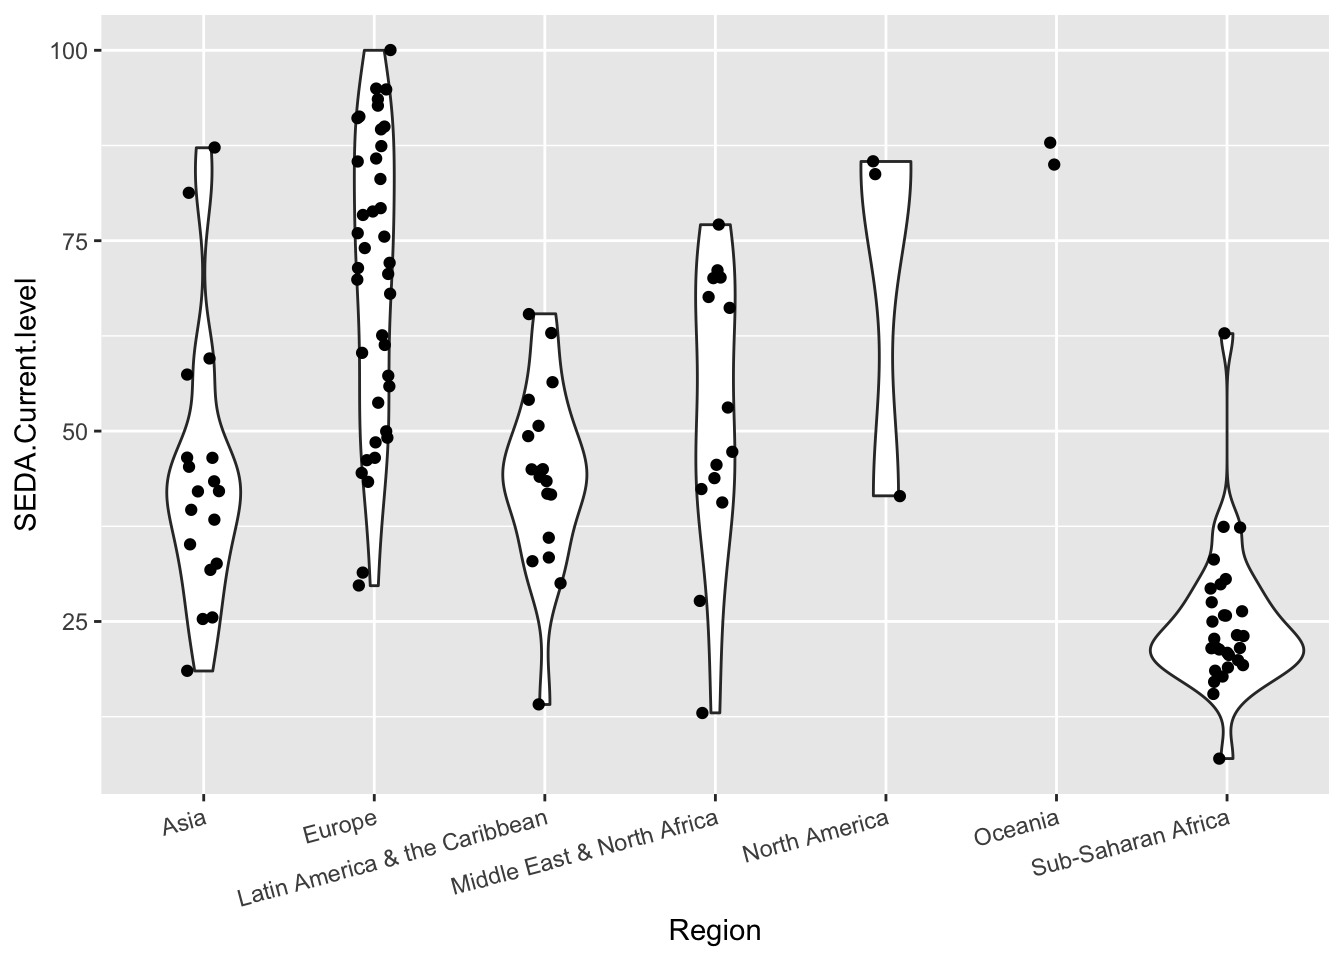 SEDA.Current.level
100
75
50
25
Asia
Europe
Latin America & the Caribbean
Middle East & North Africa
North America
Oceania
Sub-Saharan Africa
Region